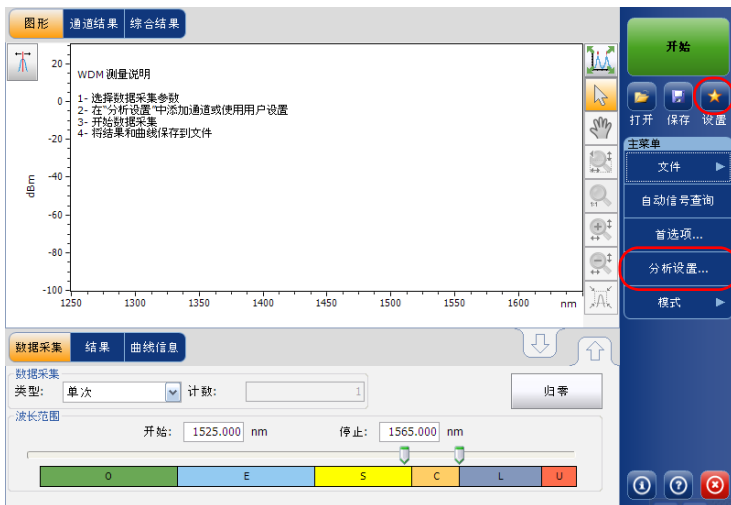 图形 通道结果 综合结果
WDM 测量说明
1- 选择数据采集参数
2- 在“分析设置”中添加通道或使用用户设置
3- 开始数据采集
4- 将结果和曲线保存到文件
dBm
20
0
-20
-40
-60
-80
-100
1250 1300 1350 1400 1450 1500 1550 1600 nm
1:1
开始
打开 保存 设置
主菜单
文件
自动信号查询
首选项...
分析设置...
模式
数据采集 结果 曲线信息
数据采集
类型: 单次 计数: 1 归零
波长范围
开始: 1525.000 nm 停止: 1565.000 nm
O E S C L U